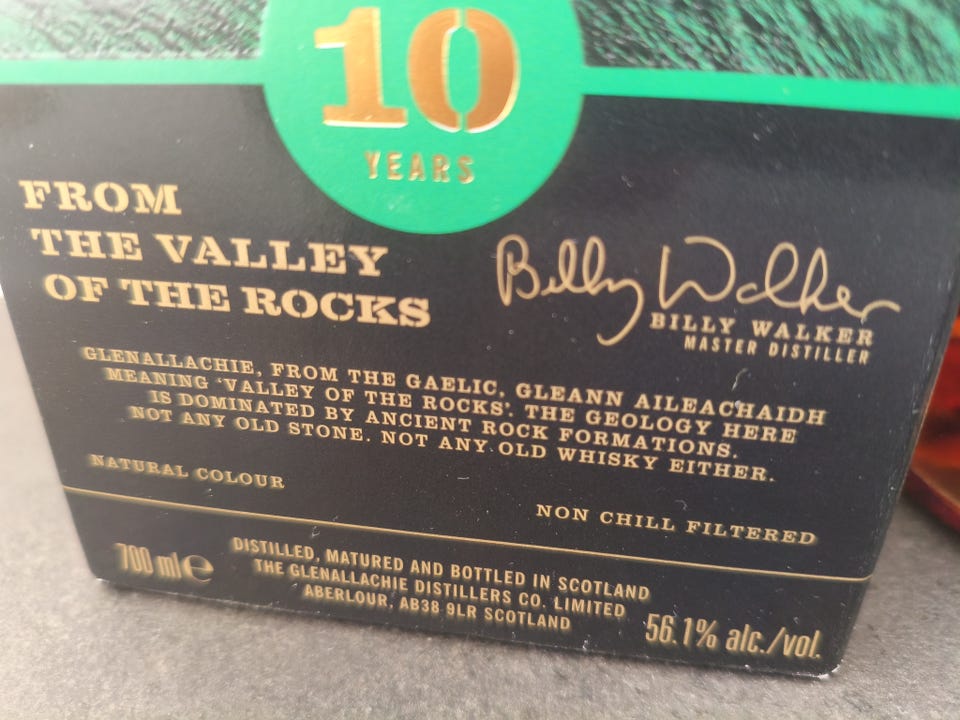 10
YEARS
FROM
THE VALLEY
OF THE ROCKS
Billy Walker
BILLY WALKER
MASTER DISTILLER
GLENALLACHIE, FROM THE GAELIC, GLEANN AILEACHAIDH
MEANING ‘VALLEY OF THE ROCKS’. THE GEOLOGY HERE
IS DOMINATED BY ANCIENT ROCK FORMATIONS.
NOT ANY OLD STONE. NOT ANY OLD WHISKY EITHER.
NATURAL COLOUR
NON CHILL FILTERED
700 ml ℮
DISTILLED, MATURED AND BOTTLED IN SCOTLAND
THE GLENALLACHIE DISTILLERS CO. LIMITED
ABERLOUR, AB38 9LR SCOTLAND
56.1% alc./vol.